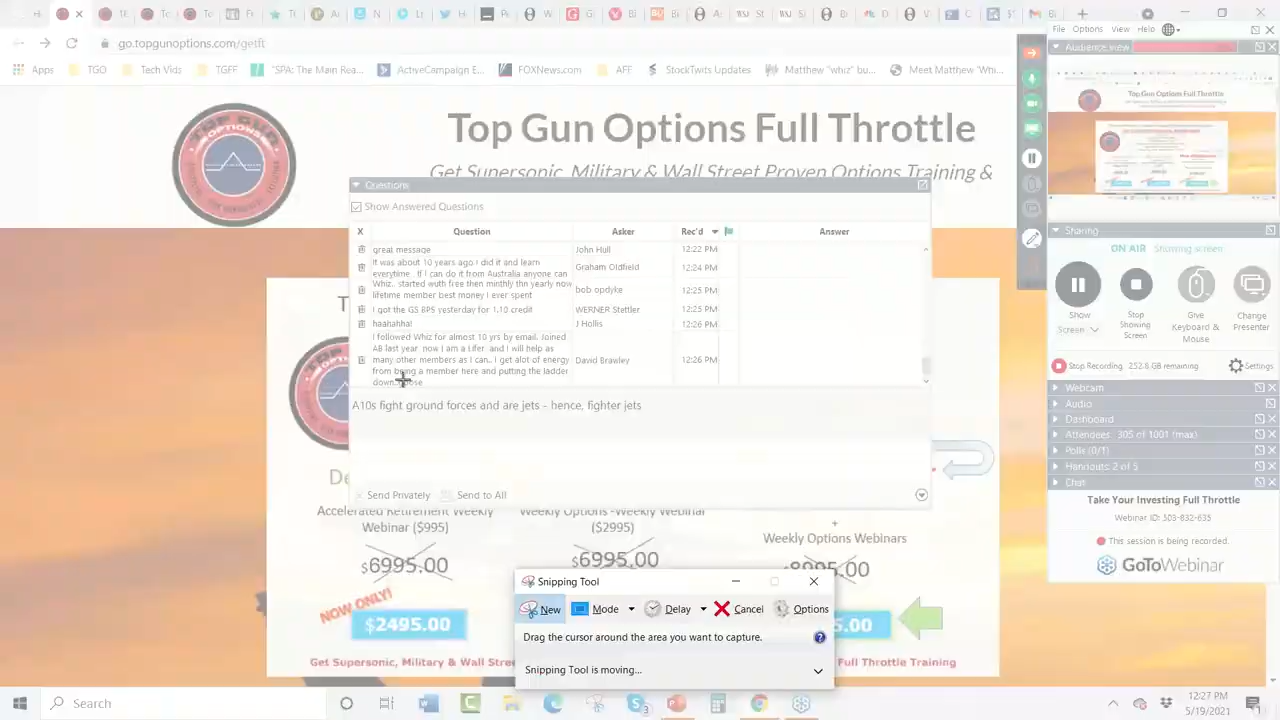 Te
go.topgunoptions.com/getft
Apps
TGO
Tech Vids
TGFF
"SPA: The Main Rea...
ActiveCampaign E...
FOXNews.com
AFF
StockTwits Updates
Matthew "whiz" bu...
Meet Matthew "Whi...
File Options View Help
Audience view
Top Gun Options Full Throttle
OPTIONS
Top Gun Options Full Throttle
Questions
Show Answered Questions
X
Question
Asker
Rec'd
Answer
great message
John Hull
12:22 PM
It was about 10 years ago I did it and learn
everytime. If I can do it from Australia anyone can
Graham Oldfield
12:24 PM
Whiz.. started wuth free then minthly thn yearly now
lifetime member best money I ever spent
bob opdyke
12:25 PM
I got the GS BPS yesterday for 1.10 credit
WERNER Stettler
12:25 PM
haahahha!
J Hollis
12:26 PM
I followed Whiz for almost 10 yrs by email. Joined
AB last year now i am a Lifer and I will help as
many other members as I can.. I get alot of energy
from being a member here and putting the ladder
David Brawley
12:26 PM
A10s fight ground forces and are jets - hence, fighter jets
Send Privately
Send to All
Sharing
ON AIR
Showing screen
Show
Screen
Stop
Showing
Screen
Give
Keyboard &
Mouse
Change
Presenter
Stop Recording
252.8 GB remaining
Settings
Webcam
Audio
Dashboard
Attendees: 305 of 1001 (max)
Polls (0/1)
Handouts: 2 of 5
Chat
Take Your Investing Full Throttle
Webinar ID: 303-832-635
This session is being recorded.
GoToWebinar
Accelerated Retirement Weekly
Webinar ($995)
Weekly Options -Weekly Webinar
($2995)
+
Weekly Options Webinars
$6995.00
$6995.00
NOW ONLY!
$2495.00
Get Supersonic, Military & Wall Stre
Full Throttle Training
Snipping Tool
New
Mode
Delay
Cancel
Options
Drag the cursor around the area you want to capture.
Snipping Tool is moving...
Search
3
12:27 PM
5/19/2021